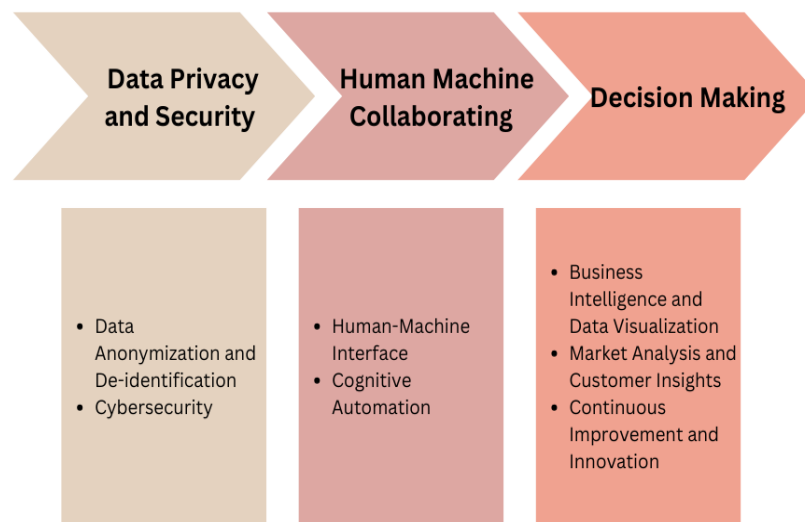 Data Privacy
and Security
Human Machine
Collaborating
Decision Making
• Data
Anonymization and
De-identification
• Cybersecurity
• Human-Machine
Interface
• Cognitive
Automation
• Business
Intelligence and
Data Visualization
• Market Analysis and
Customer Insights
• Continuous
Improvement and
Innovation